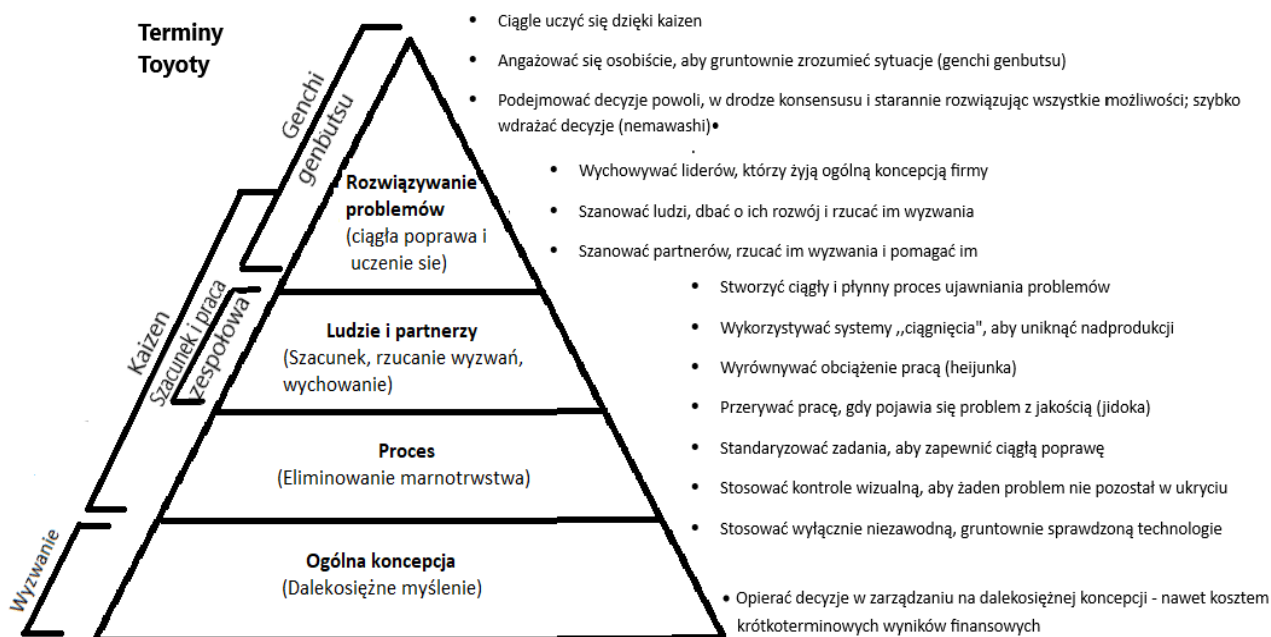 Terminy
Toyoty
Genchi
genbutsu
Kaizen
Szacunek i praca
zespołowa
Wyzwanie
Rozwiązywanie
problemów
(ciągła poprawa i
uczenie sie)
Ludzie i partnerzy
(Szacunek, rzucanie wyzwań,
wychowanie)
Proces
(Eliminowanie marnotrwstwa)
Ogólna koncepcja
(Dalekosiężne myślenie)
• Ciągle uczyć się dzięki kaizen
• Angażować się osobiście, aby gruntownie zrozumieć sytuacje (genchi genbutsu)
• Podejmować decyzje powoli, w drodze konsensusu i starannie rozwiązując wszystkie możliwości; szybko
wdrażać decyzje (nemawashi)•
• Wychowywać liderów, którzy żyją ogólną koncepcją firmy
• Szanować ludzi, dbać o ich rozwój i rzucać im wyzwania
• Szanować partnerów, rzucać im wyzwania i pomagać im
• Stworzyć ciągły i płynny proces ujawniania problemów
• Wykorzystywać systemy ,,ciągnięcia", aby uniknąć nadprodukcji
• Wyrównywać obciążenie pracą (heijunka)
• Przerywać pracę, gdy pojawia się problem z jakością (jidoka)
• Standaryzować zadania, aby zapewnić ciągłą poprawę
• Stosować kontrole wizualną, aby żaden problem nie pozostał w ukryciu
• Stosować wyłącznie niezawodną, gruntownie sprawdzoną technologie
• Opierać decyzje w zarządzaniu na dalekosiężnej koncepcji - nawet kosztem
krótkoterminowych wyników finansowych